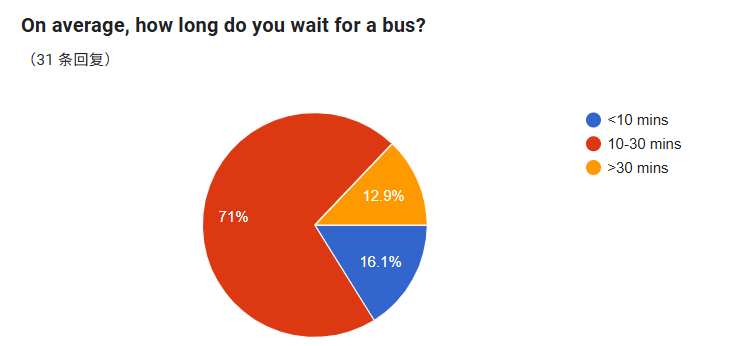 On average, how long do you wait for a bus?
（31 条回复）
<10 mins
10-30 mins
>30 mins
12.9%
71%
16.1%